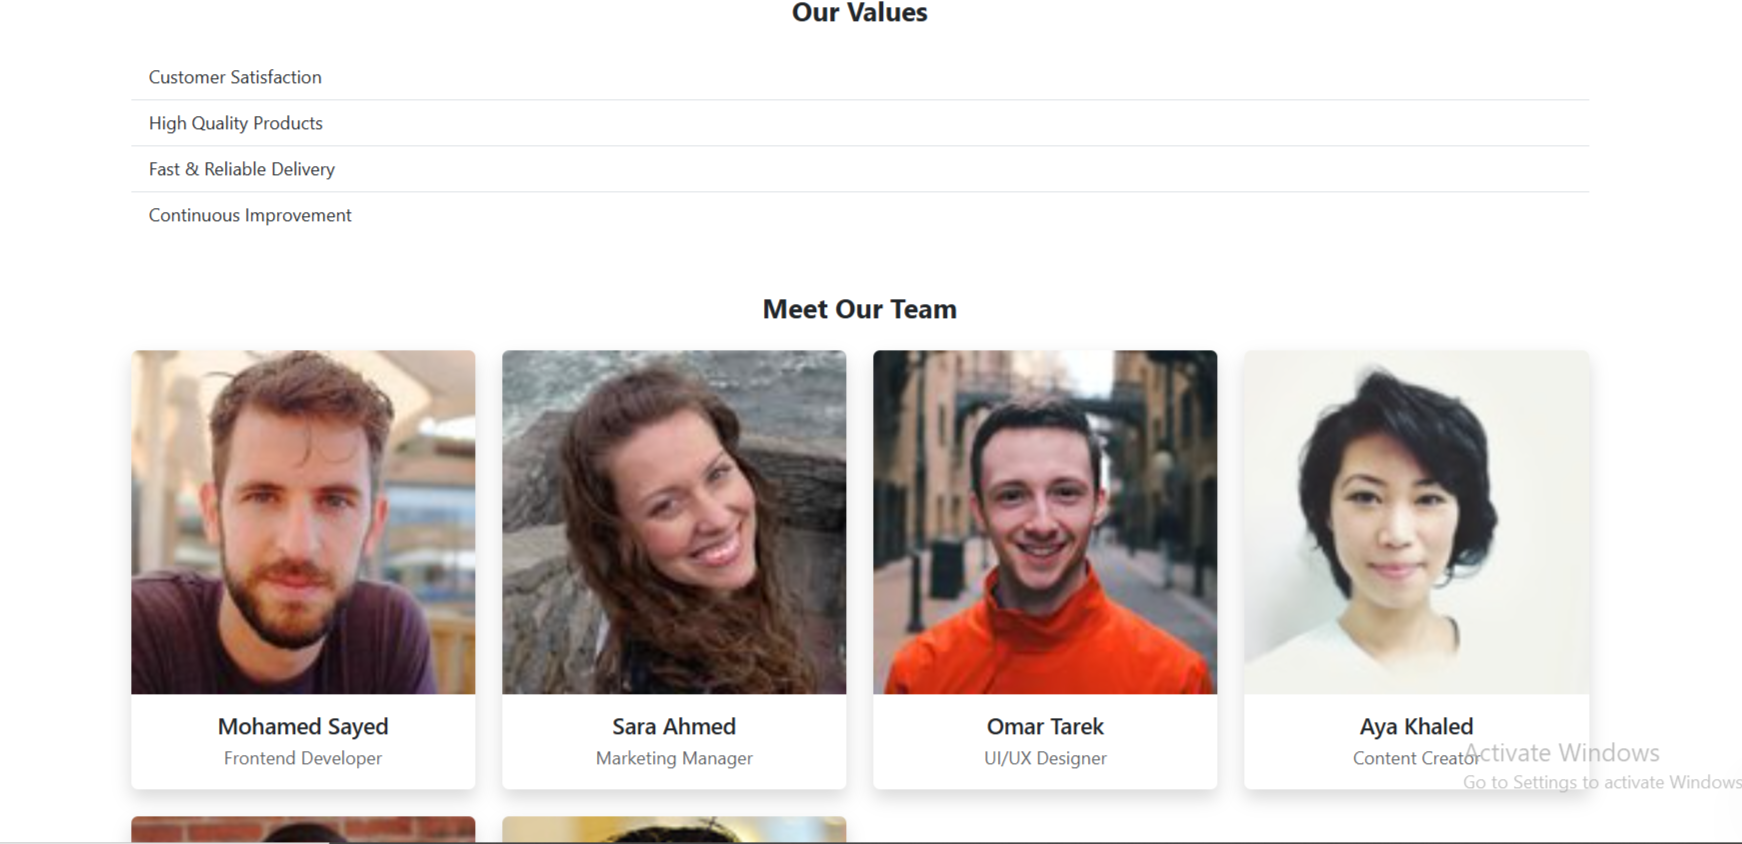 Our Values
Customer Satisfaction
High Quality Products
Fast & Reliable Delivery
Continuous Improvement
Meet Our Team
Mohamed Sayed
Frontend Developer
Sara Ahmed
Marketing Manager
Omar Tarek
UI/UX Designer
Aya Khaled
Content Creator
Activate Windows
Go to Settings to activate Windows